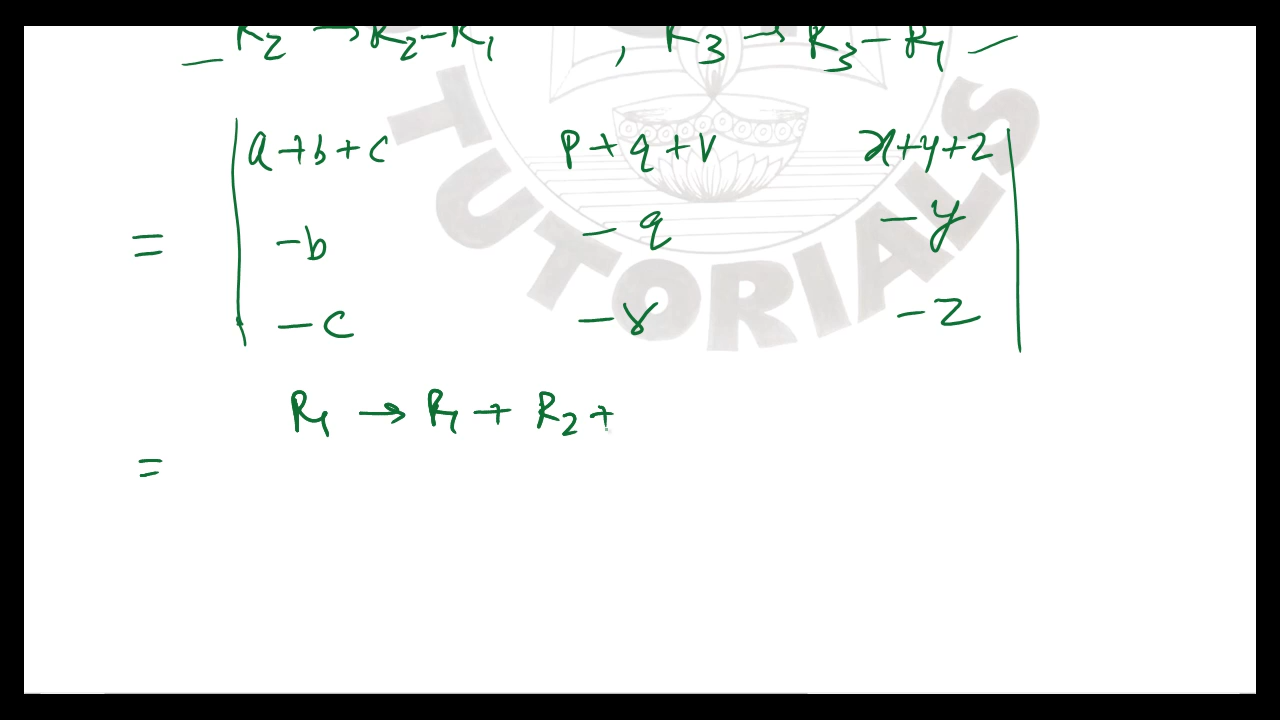 R₂ → R₂ - R₁ , R₃ → R₃ - R₁
a+b+c p+q+r x+y+z
= -b -q -y
-c -r -z
R₁ → R₁ + R₂ +
=
TUTORIALS